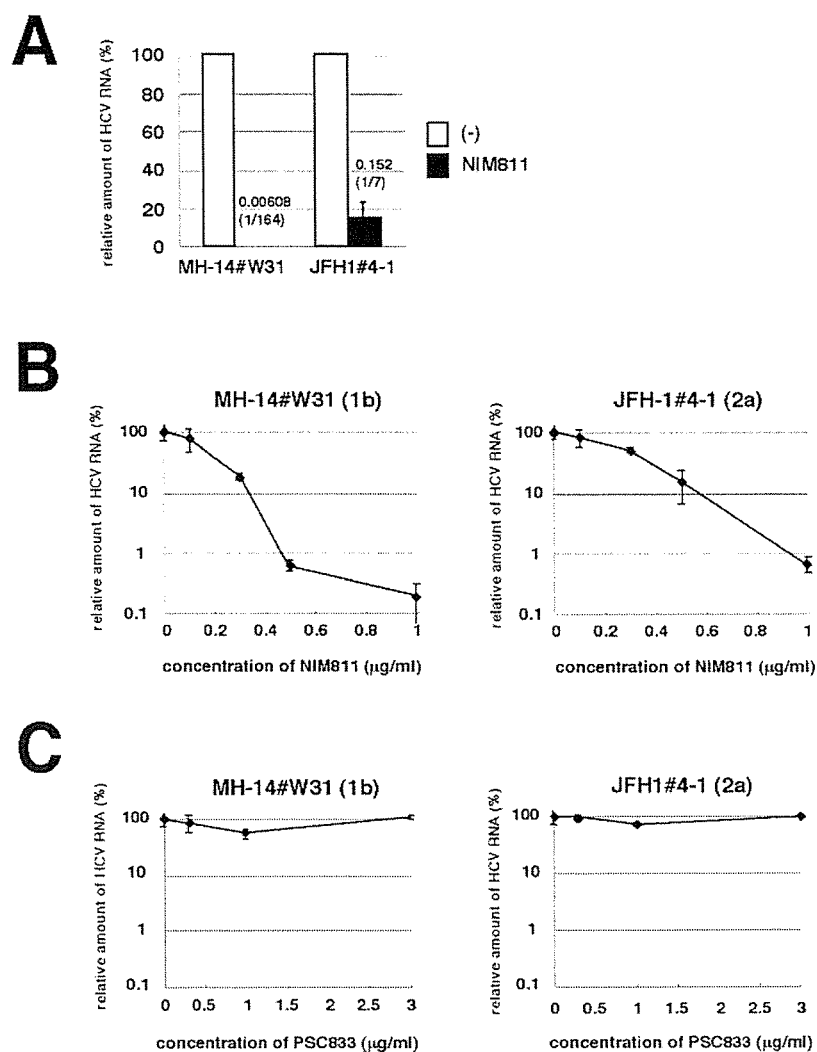 A
relative amount of HCV RNA (%)
100
80
60
40
20
0
0.00608
(1/164)
0.152
(1/7)
MH-14#W31
JFH1#4-1
(-)
NIM811
B
MH-14#W31 (1b)
relative amount of HCV RNA (%)
100
10
1
0.1
0 0.2 0.4 0.6 0.8 1
concentration of NIM811 (μg/ml)
JFH-1#4-1 (2a)
relative amount of HCV RNA (%)
100
10
1
0.1
0 0.2 0.4 0.6 0.8 1
concentration of NIM811 (μg/ml)
C
MH-14#W31 (1b)
relative amount of HCV RNA (%)
100
10
1
0.1
0 0.5 1 1.5 2 2.5 3
concentration of PSC833 (μg/ml)
JFH1#4-1 (2a)
relative amount of HCV RNA (%)
100
10
1
0.1
0 0.5 1 1.5 2 2.5 3
concentration of PSC833 (μg/ml)